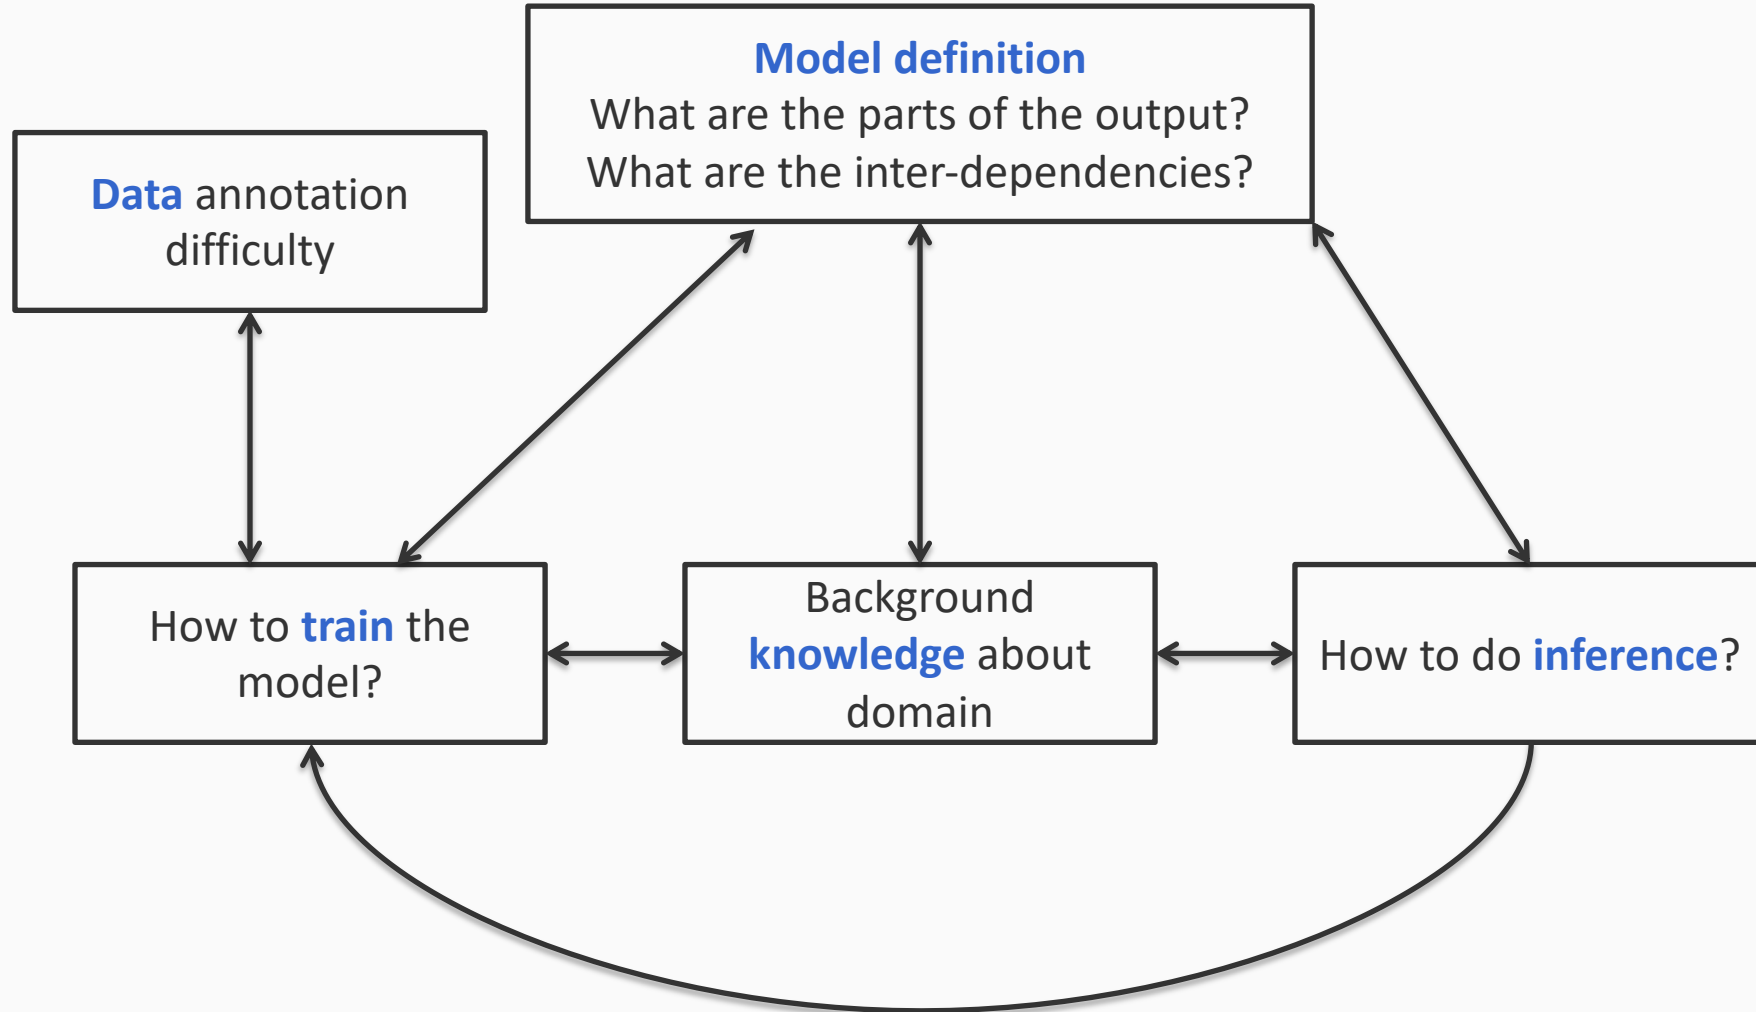 Model definition
What are the parts of the output?
What are the inter-dependencies?
Data annotation
difficulty
How to train the
model?
Background
knowledge about
domain
How to do inference?